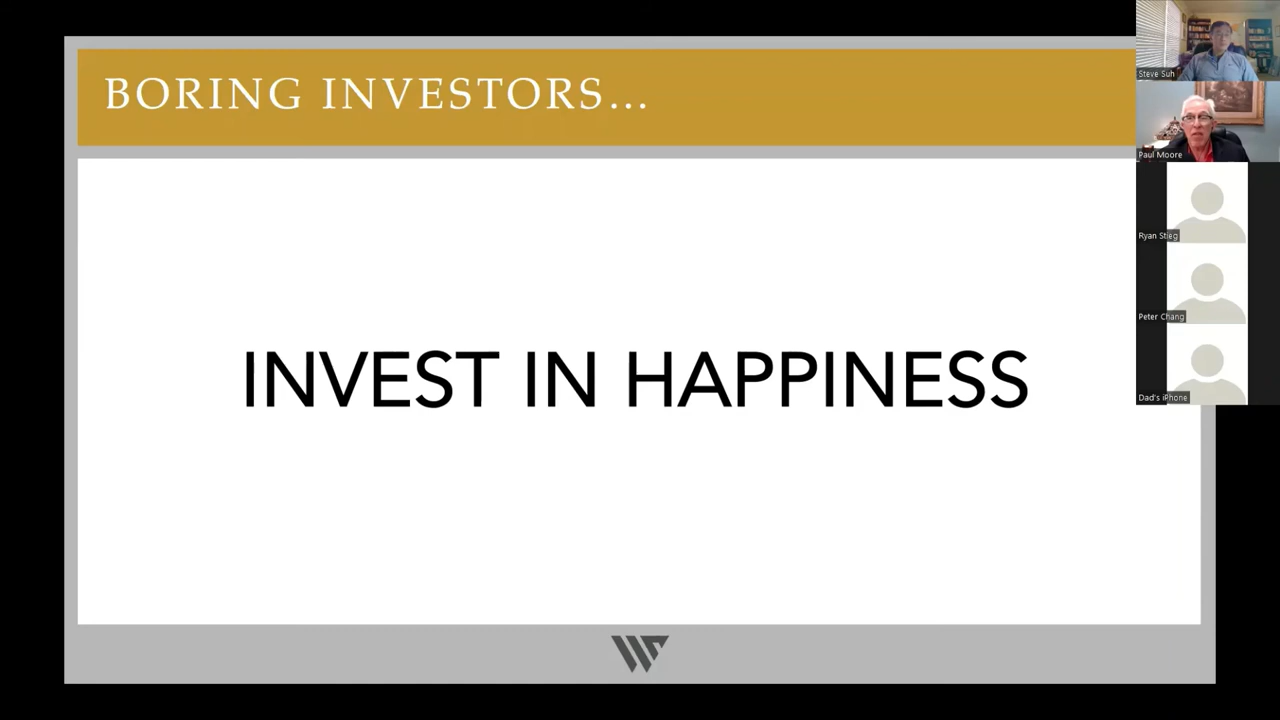 BORING INVESTORS...
INVEST IN HAPPINESS
Steve Suh
Paul Moore
Ryan Stieg
Peter Chang
Dad's iPhone